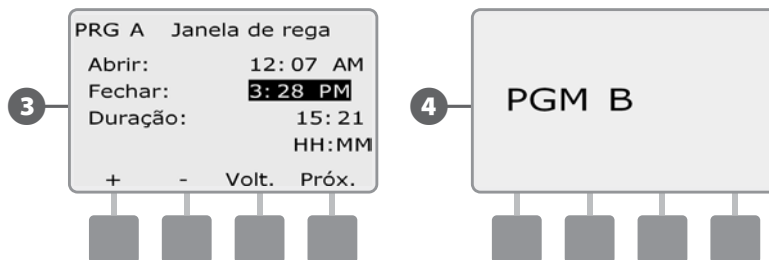 3
PRG A Janela de rega
Abrir: 12:07 AM
Fechar: 3:28 PM
Duração: 15:21
HH:MM
+ - Volt. Próx.
4
PGM B